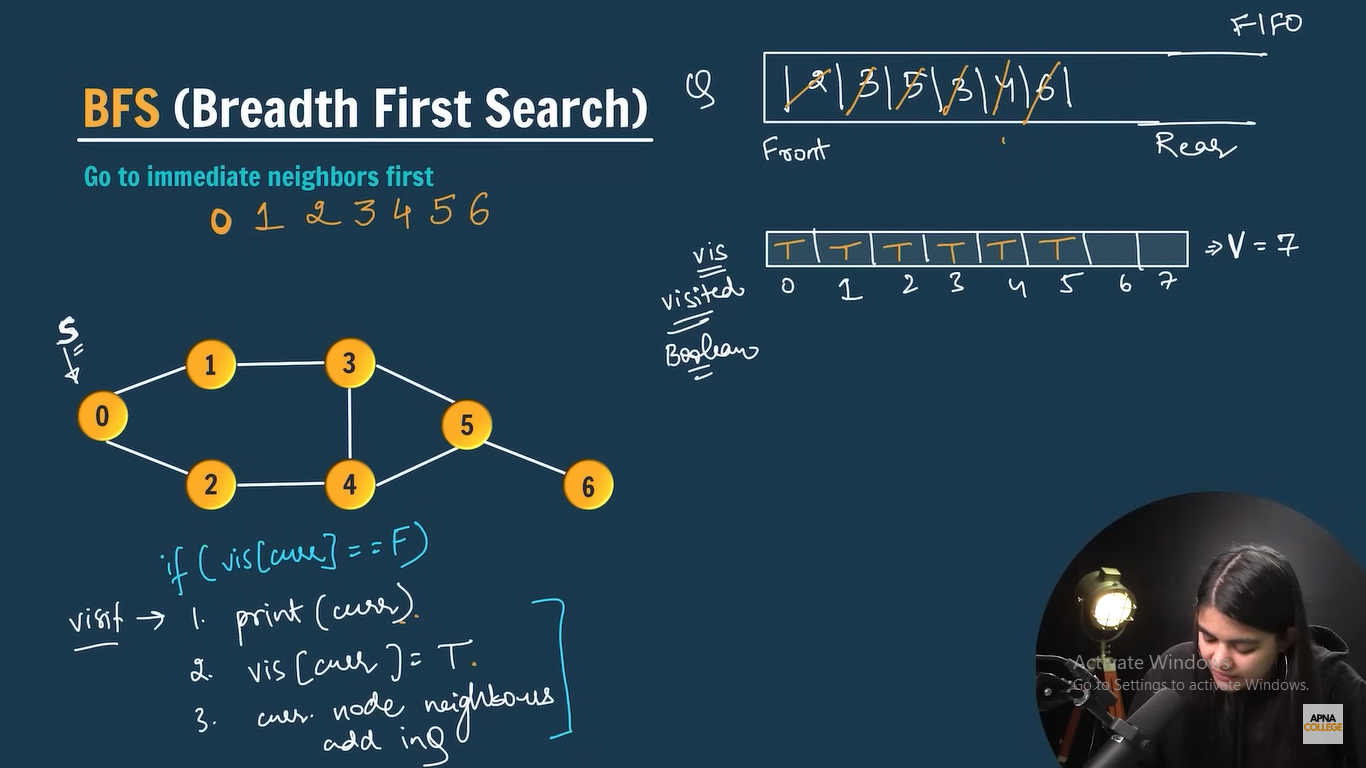 FIFO
BFS (Breadth First Search)
Q
2 3 5 3 4 6
Front
Rear
Go to immediate neighbors first
0 1 2 3 4 5 6
vis
T T T T T T
⇒ V = 7
0 1 2 3 4 5 6 7
visited
Boolean
S
1
3
0
5
2
4
6
if (vis[curr] == F)
visit → 1. print (curr).
2. vis [curr] = T.
3. curr. node neighbours
add in Q
Activate Windows
Go to Settings to activate Windows.
APNA
COLLEGE